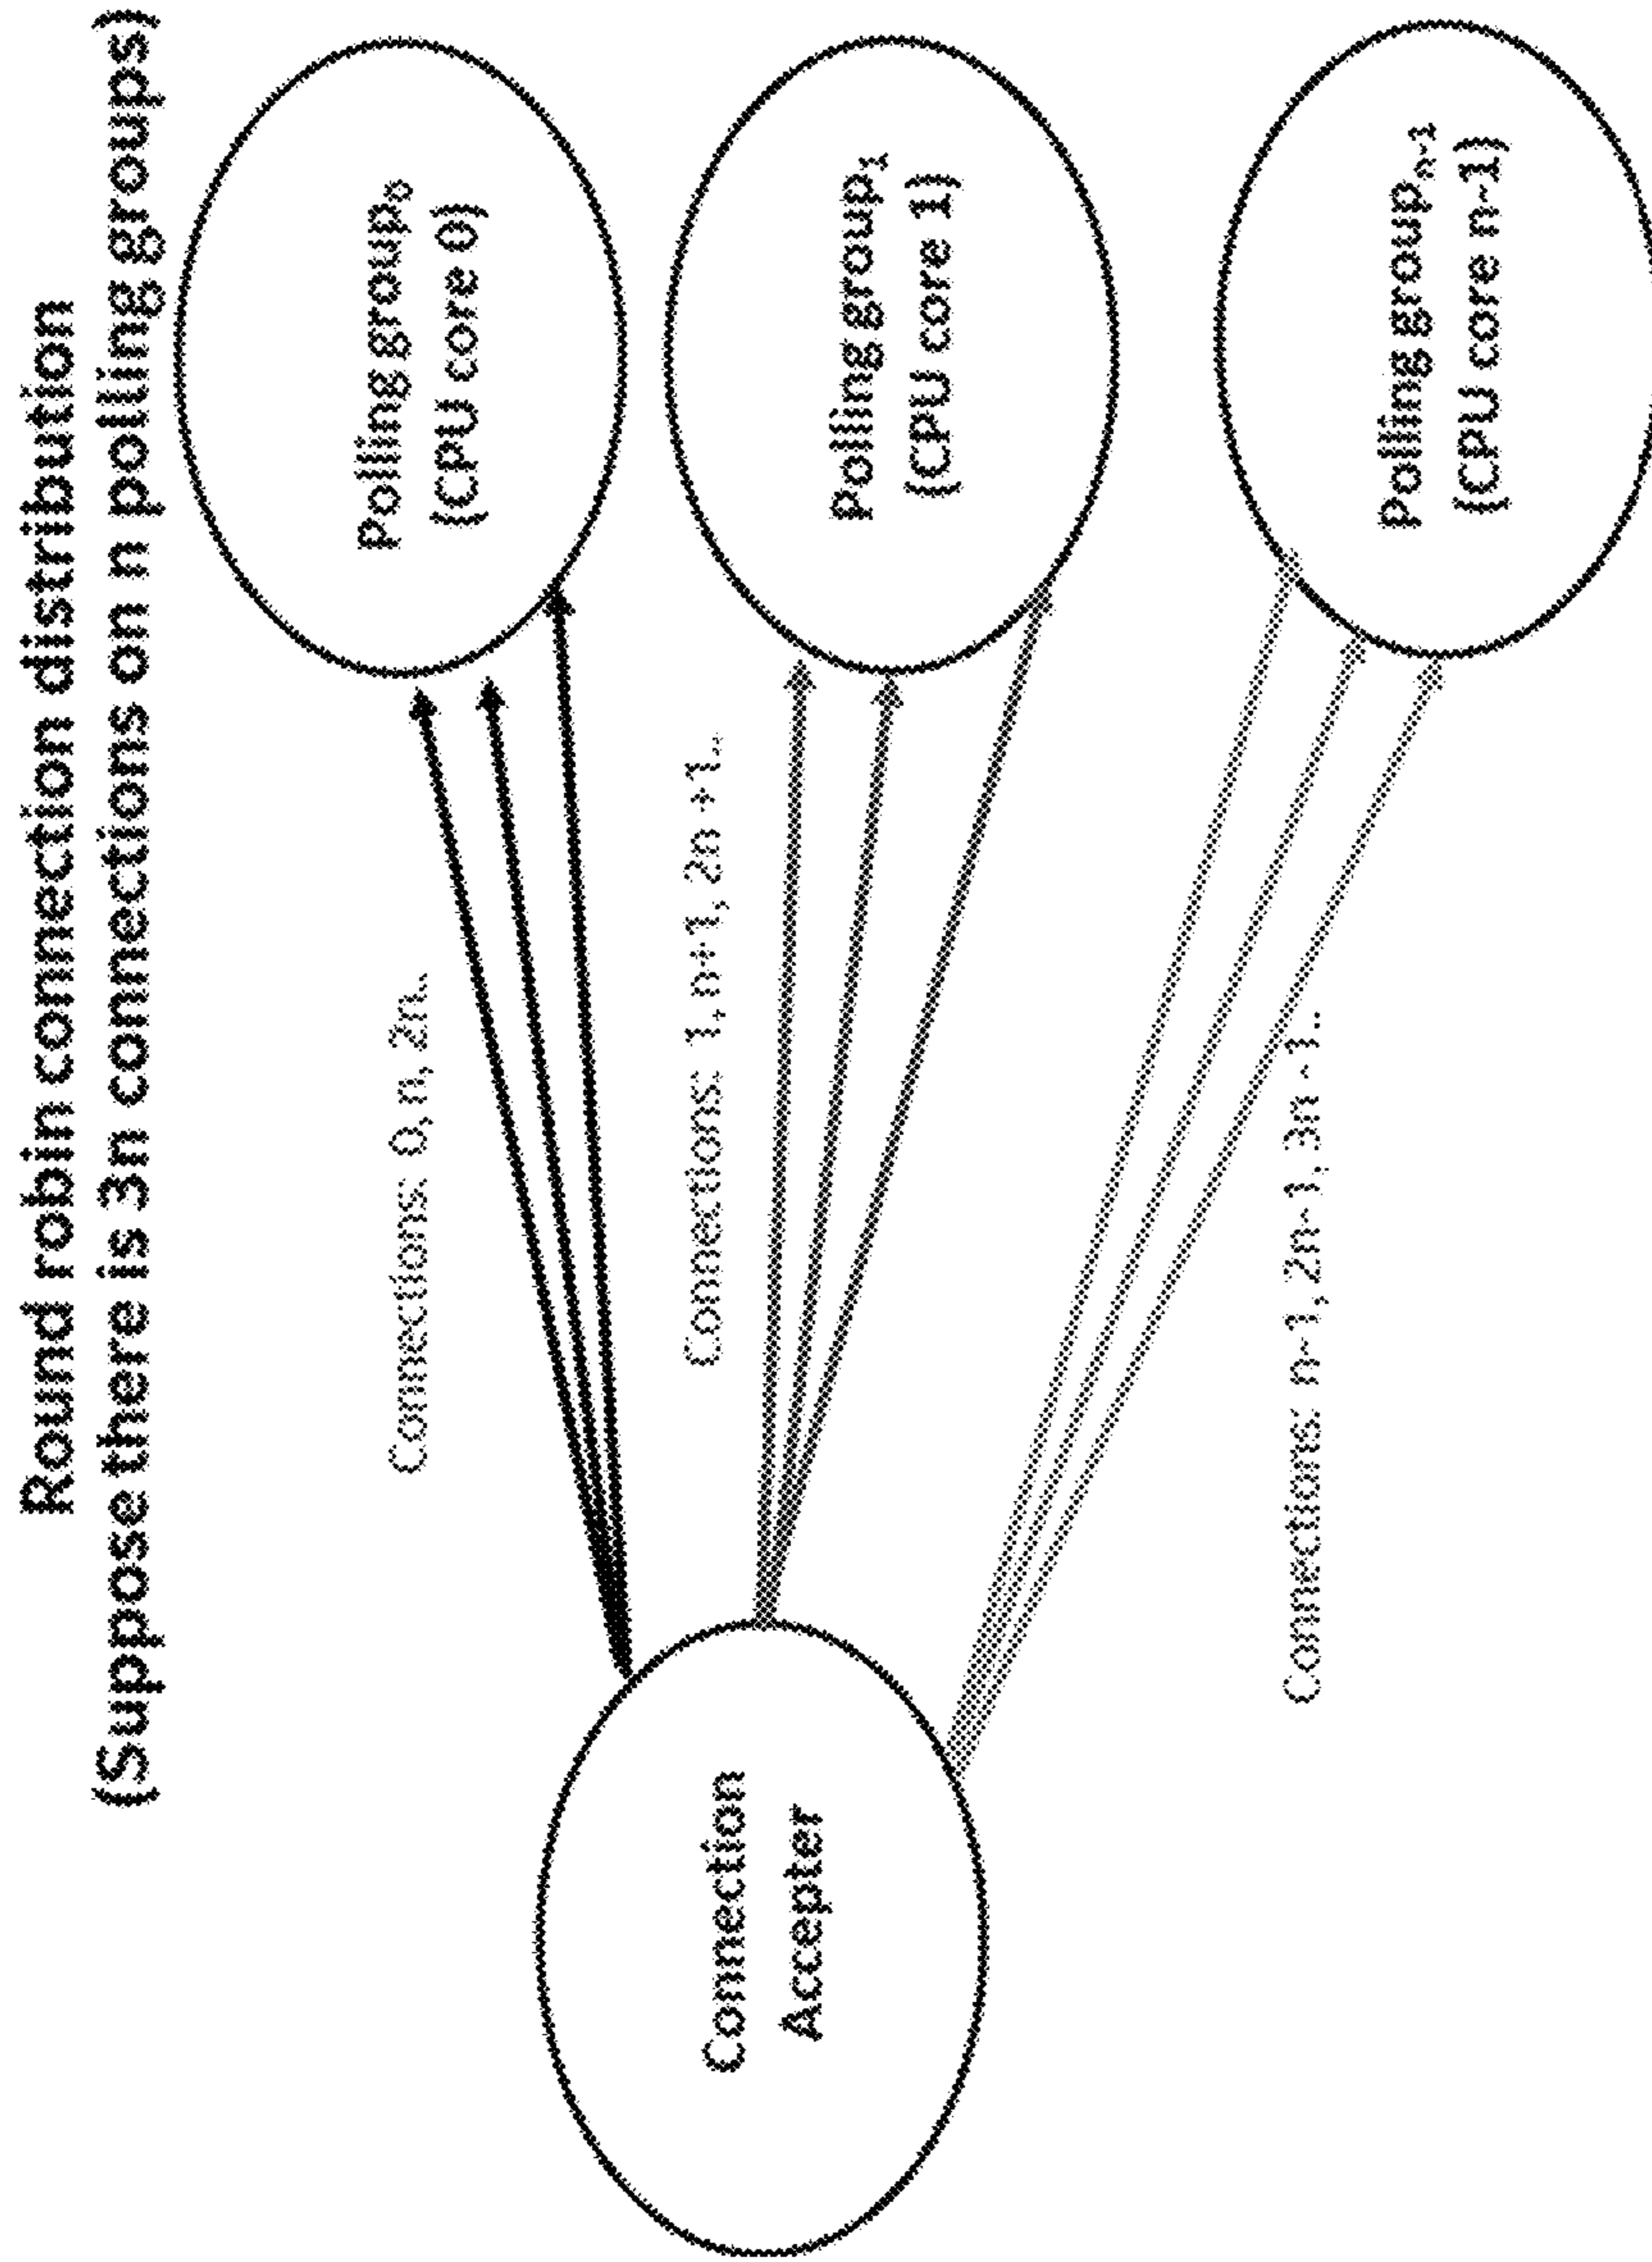 Round robin connection distribution
(Suppose there is 3n connections on n polling groups)
Connections: 0, n, 2n..
Polling group₀
(CPU core 0)
Connection
Accepter
Connections: 1, n+1, 2n +1..
Polling group₁
(CPU core 1)
Connections: n-1, 2n-1, 3n -1..
Polling groupₙ₋₁
(CPU core n-1)